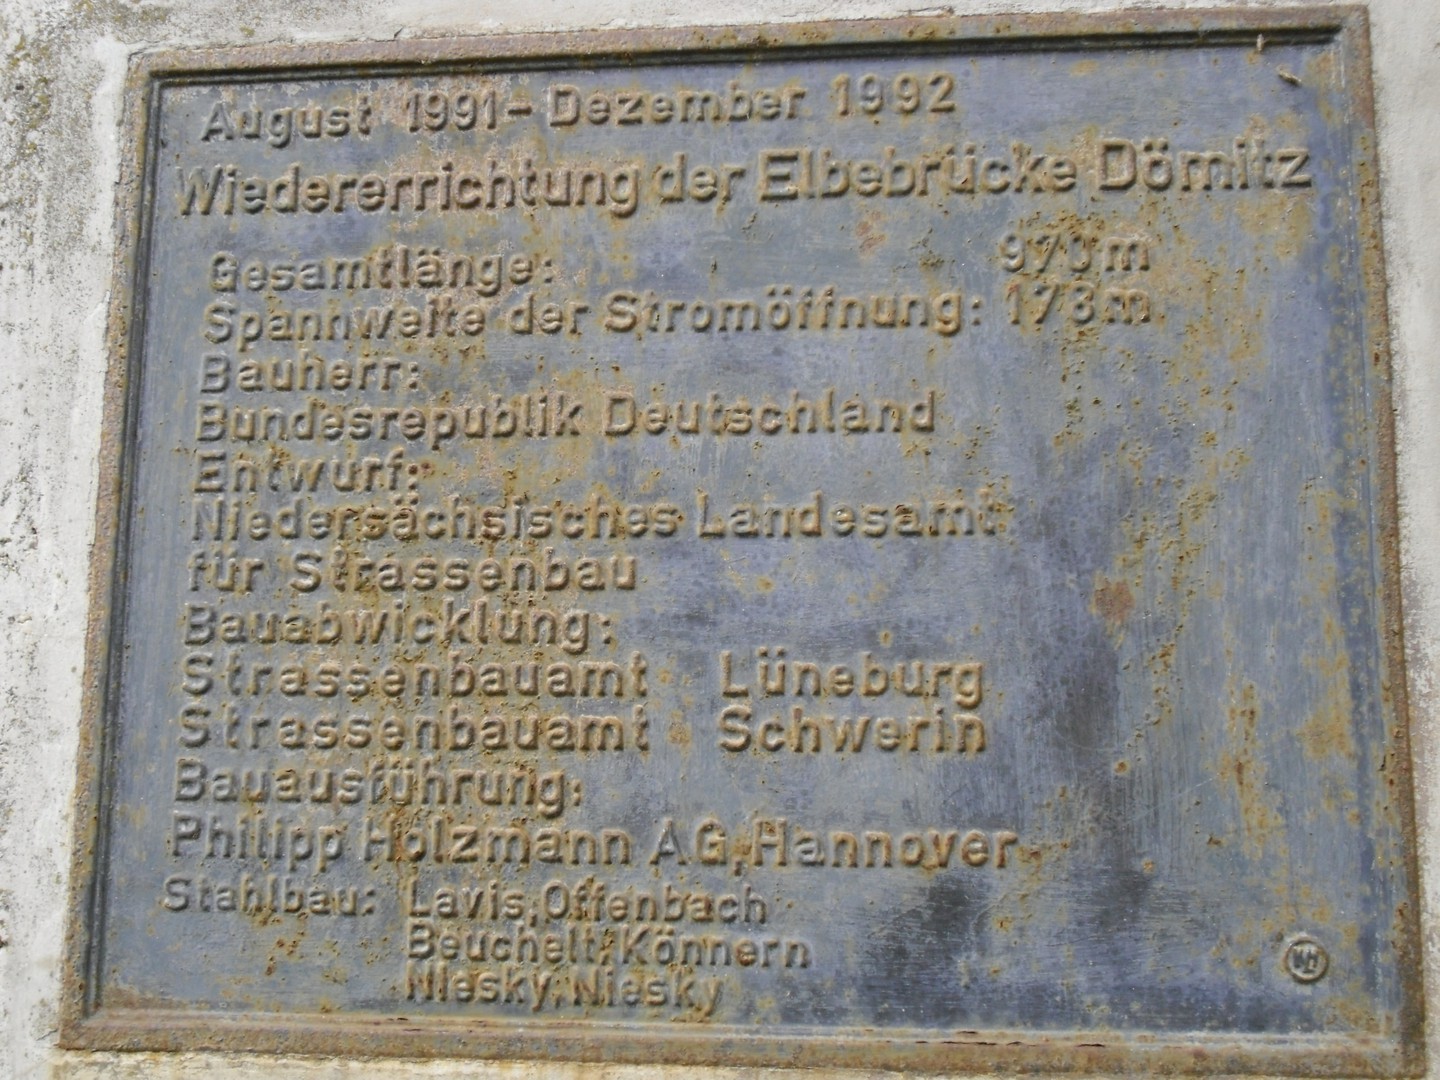 August 1991 - Dezember 1992
Wiedererrichtung der Elbebrücke Dömitz
Gesamtlänge: 970 m
Spannweite der Stromöffnung: 178 m
Bauherr:
Bundesrepublik Deutschland
Entwurf:
Niedersächsisches Landesamt
für Strassenbau
Bauabwicklung:
Strassenbauamt Lüneburg
Strassenbauamt Schwerin
Bauausführung:
Philipp Holzmann AG, Hannover
Stahlbau: Lavis, Offenbach
Beuchelt, Könnern
Niesky, Niesky